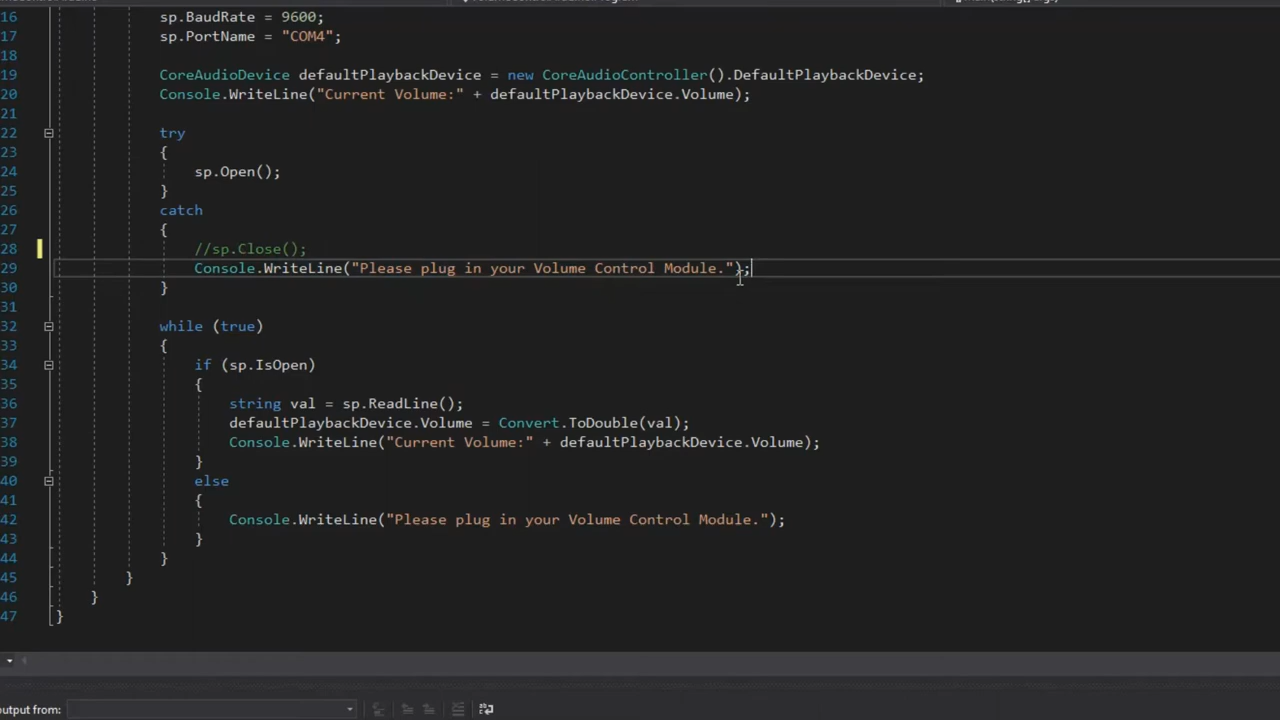 16 sp.BaudRate = 9600;
17 sp.PortName = "COM4";
18
19 CoreAudioDevice defaultPlaybackDevice = new CoreAudioController().DefaultPlaybackDevice;
20 Console.WriteLine("Current Volume:" + defaultPlaybackDevice.Volume);
21
22 try
23 {
24 sp.Open();
25 }
26 catch
27 {
28 //sp.Close();
29 Console.WriteLine("Please plug in your Volume Control Module.");
30 }
31
32 while (true)
33 {
34 if (sp.IsOpen)
35 {
36 string val = sp.ReadLine();
37 defaultPlaybackDevice.Volume = Convert.ToDouble(val);
38 Console.WriteLine("Current Volume:" + defaultPlaybackDevice.Volume);
39 }
40 else
41 {
42 Console.WriteLine("Please plug in your Volume Control Module.");
43 }
44 }
45 }
46 }
47 }
output from: